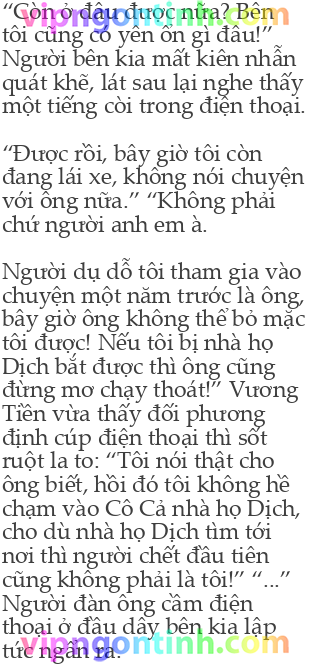 “Còn ở đâu được nữa? Bên
tôi cũng có yên ổn gì đâu!”
Người bên kia mất kiên nhẫn
quát khẽ, lát sau lại nghe thấy
một tiếng còi trong điện thoại.
“Được rồi, bây giờ tôi còn
đang lái xe, không nói chuyện
với ông nữa.” “Không phải
chứ người anh em à.
Người dụ dỗ tôi tham gia vào
chuyện một năm trước là ông,
bây giờ ông không thể bỏ mặc
tôi được! Nếu tôi bị nhà họ
Dịch bắt được thì ông cũng
đừng mơ chạy thoát!” Vương
Tiền vừa thấy đối phương
định cúp điện thoại thì sốt
ruột la to: “Tôi nói thật cho
ông biết, hồi đó tôi không hề
chạm vào Cô Cả nhà họ Dịch,
cho dù nhà họ Dịch tìm tới
nơi thì người chết đầu tiên
cũng không phải là tôi!” “...”
Người đàn ông cầm điện
thoại ở đầu dây bên kia lập
tức ngẩn ra.
vipngontinh.com
vipngontinh.com